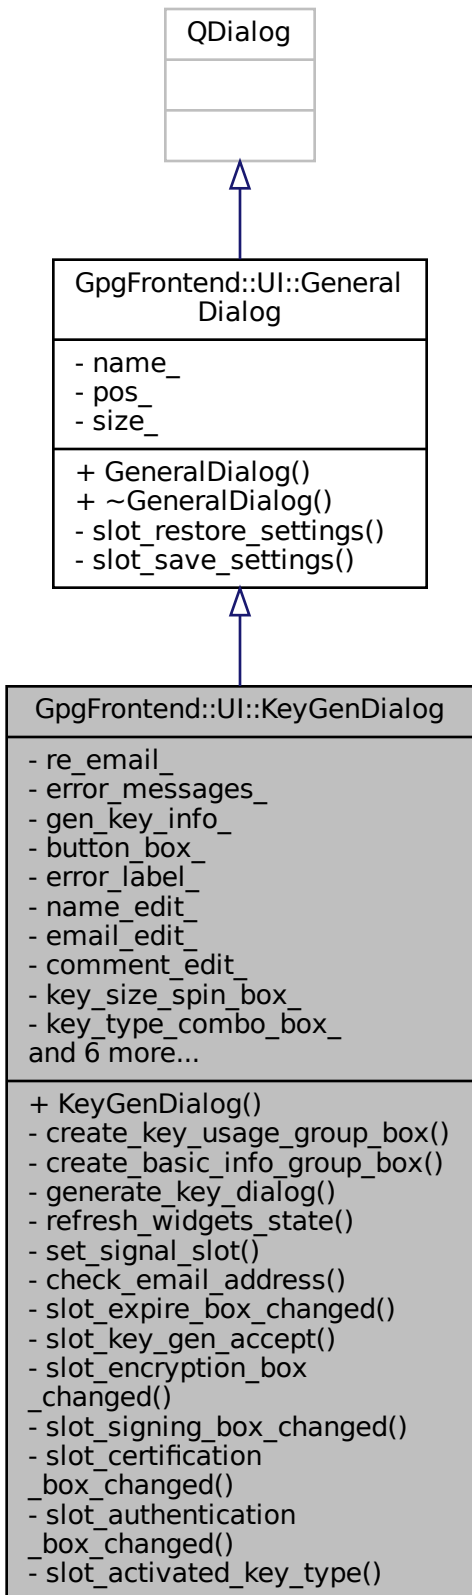 QDialog
GpgFrontend::UI::General
Dialog
- name_
- pos_
- size_
+ GeneralDialog()
+ ~GeneralDialog()
- slot_restore_settings()
- slot_save_settings()
GpgFrontend::UI::KeyGenDialog
- re_email_
- error_messages_
- gen_key_info_
- button_box_
- error_label_
- name_edit_
- email_edit_
- comment_edit_
- key_size_spin_box_
- key_type_combo_box_
and 6 more...
+ KeyGenDialog()
- create_key_usage_group_box()
- create_basic_info_group_box()
- generate_key_dialog()
- refresh_widgets_state()
- set_signal_slot()
- check_email_address()
- slot_expire_box_changed()
- slot_key_gen_accept()
- slot_encryption_box
_changed()
- slot_signing_box_changed()
- slot_certification
_box_changed()
- slot_authentication
_box_changed()
- slot_activated_key_type()